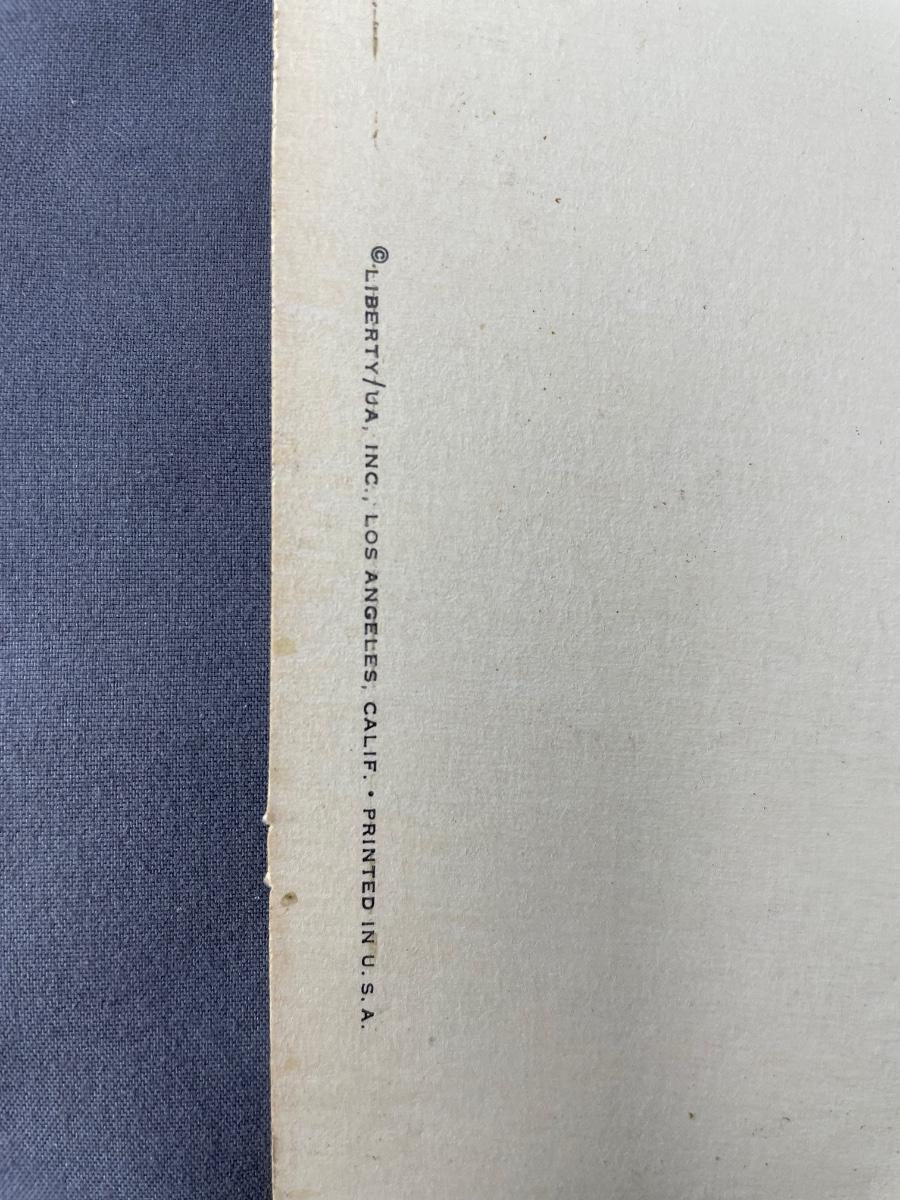 © LIBERTY/UA, INC., LOS ANGELES, CALIF. • PRINTED IN U. S. A.